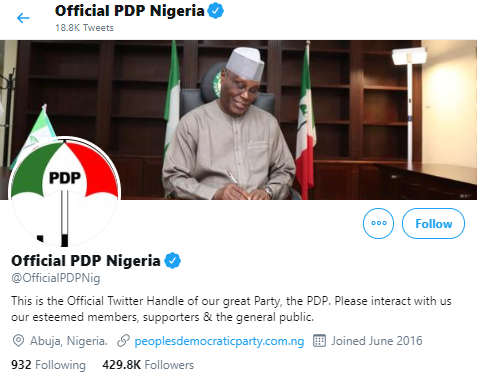 Official PDP Nigeria
18.8K Tweets
PDP
Follow
Official PDP Nigeria
@OfficialPDPNig
This is the Official Twitter Handle of our great Party, the PDP. Please interact with us
our esteemed members, supporters & the general public.
Abuja, Nigeria. peoplesdemocraticparty.com.ng Joined June 2016
932 Following 429.8K Followers